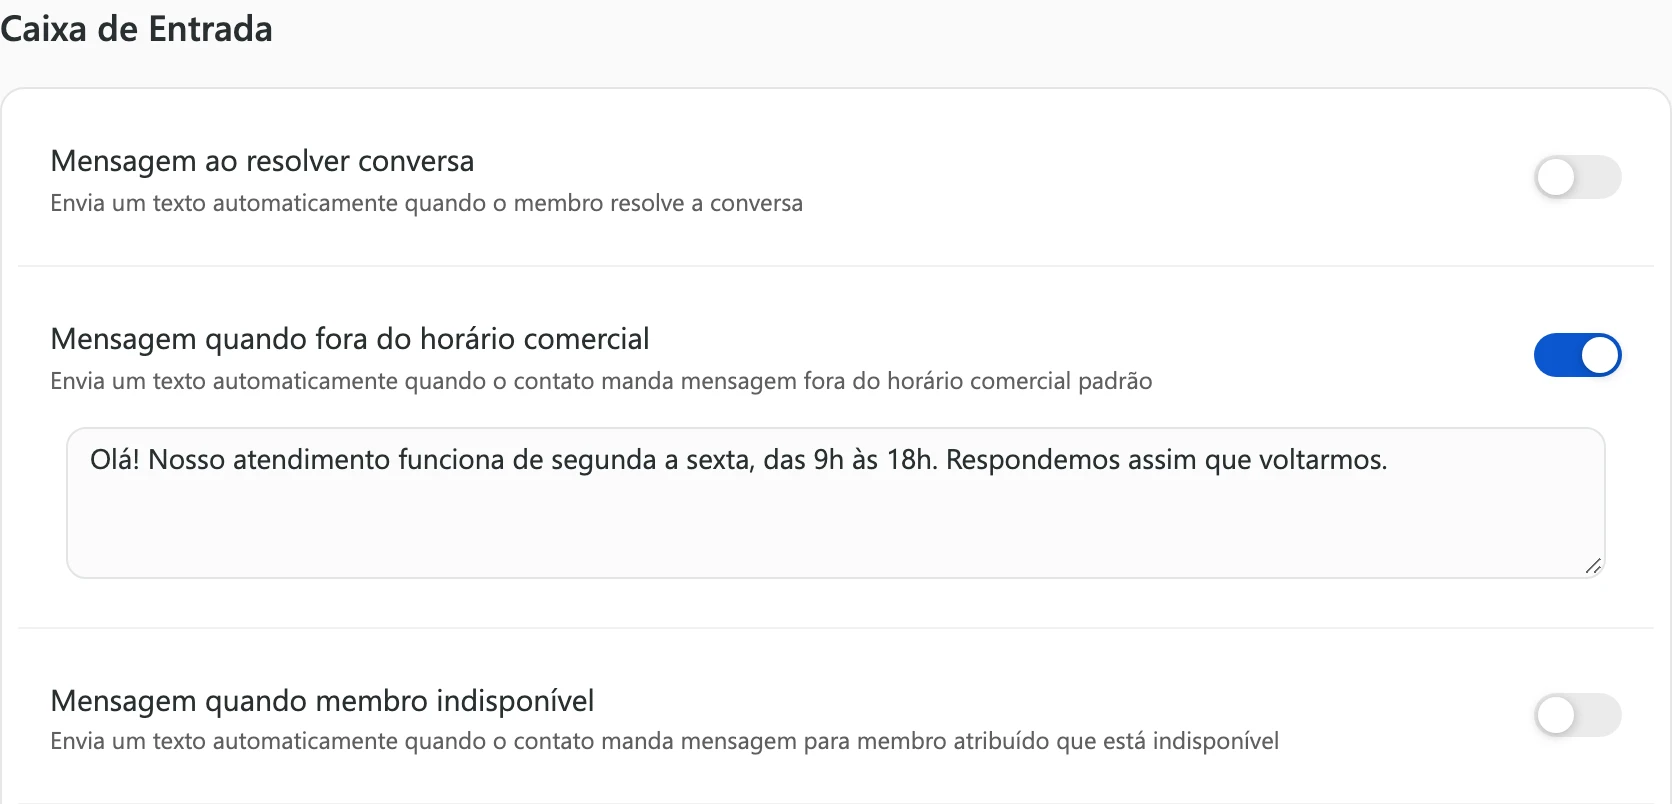 Caixa de Entrada
Mensagem ao resolver conversa
Envia um texto automaticamente quando o membro resolve a conversa
Mensagem quando fora do horário comercial
Envia um texto automaticamente quando o contato manda mensagem fora do horário comercial padrão
Olá! Nosso atendimento funciona de segunda a sexta, das 9h às 18h. Respondemos assim que voltarmos.
Mensagem quando membro indisponível
Envia um texto automaticamente quando o contato manda mensagem para membro atribuído que está indisponível